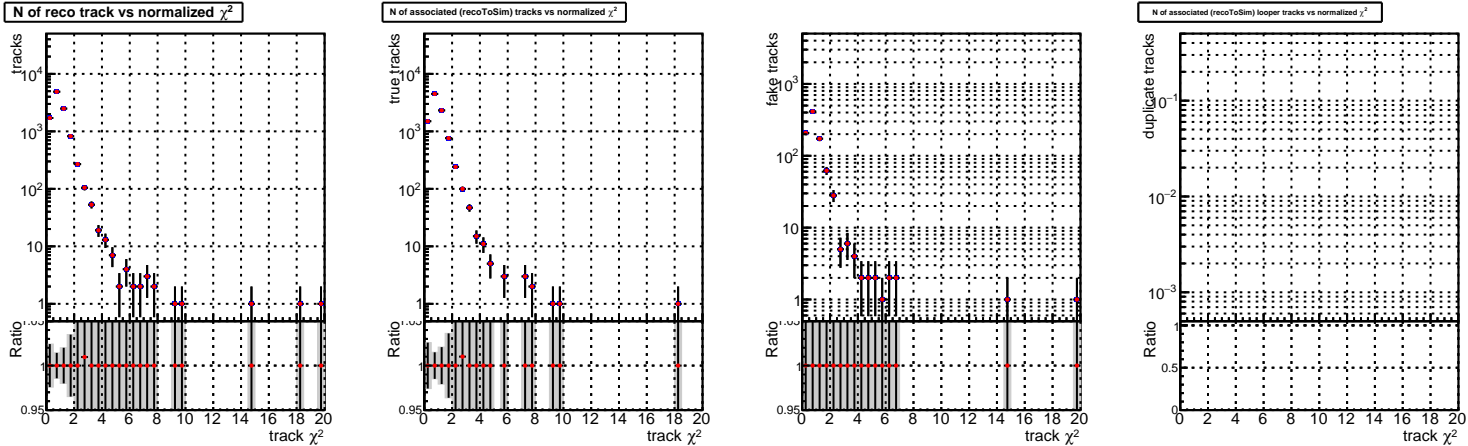 N of reco track vs normalized χ²
tracks
10⁴
10³
10²
10
1
Ratio
1
0.95
0 2 4 6 8 10 12 14 16 18 20
track χ²
N of associated (recoToSim) tracks vs normalized χ²
true tracks
10⁴
10³
10²
10
1
Ratio
1
0.95
0 2 4 6 8 10 12 14 16 18 20
track χ²
fake tracks
10³
10²
10
1
Ratio
1
0.95
0 2 4 6 8 10 12 14 16 18 20
track χ²
N of associated (recoToSim) looper tracks vs normalized χ²
duplicate tracks
10⁻¹
10⁻²
10⁻³
Ratio
1
0.5
0
0 2 4 6 8 10 12 14 16 18 20
track χ²